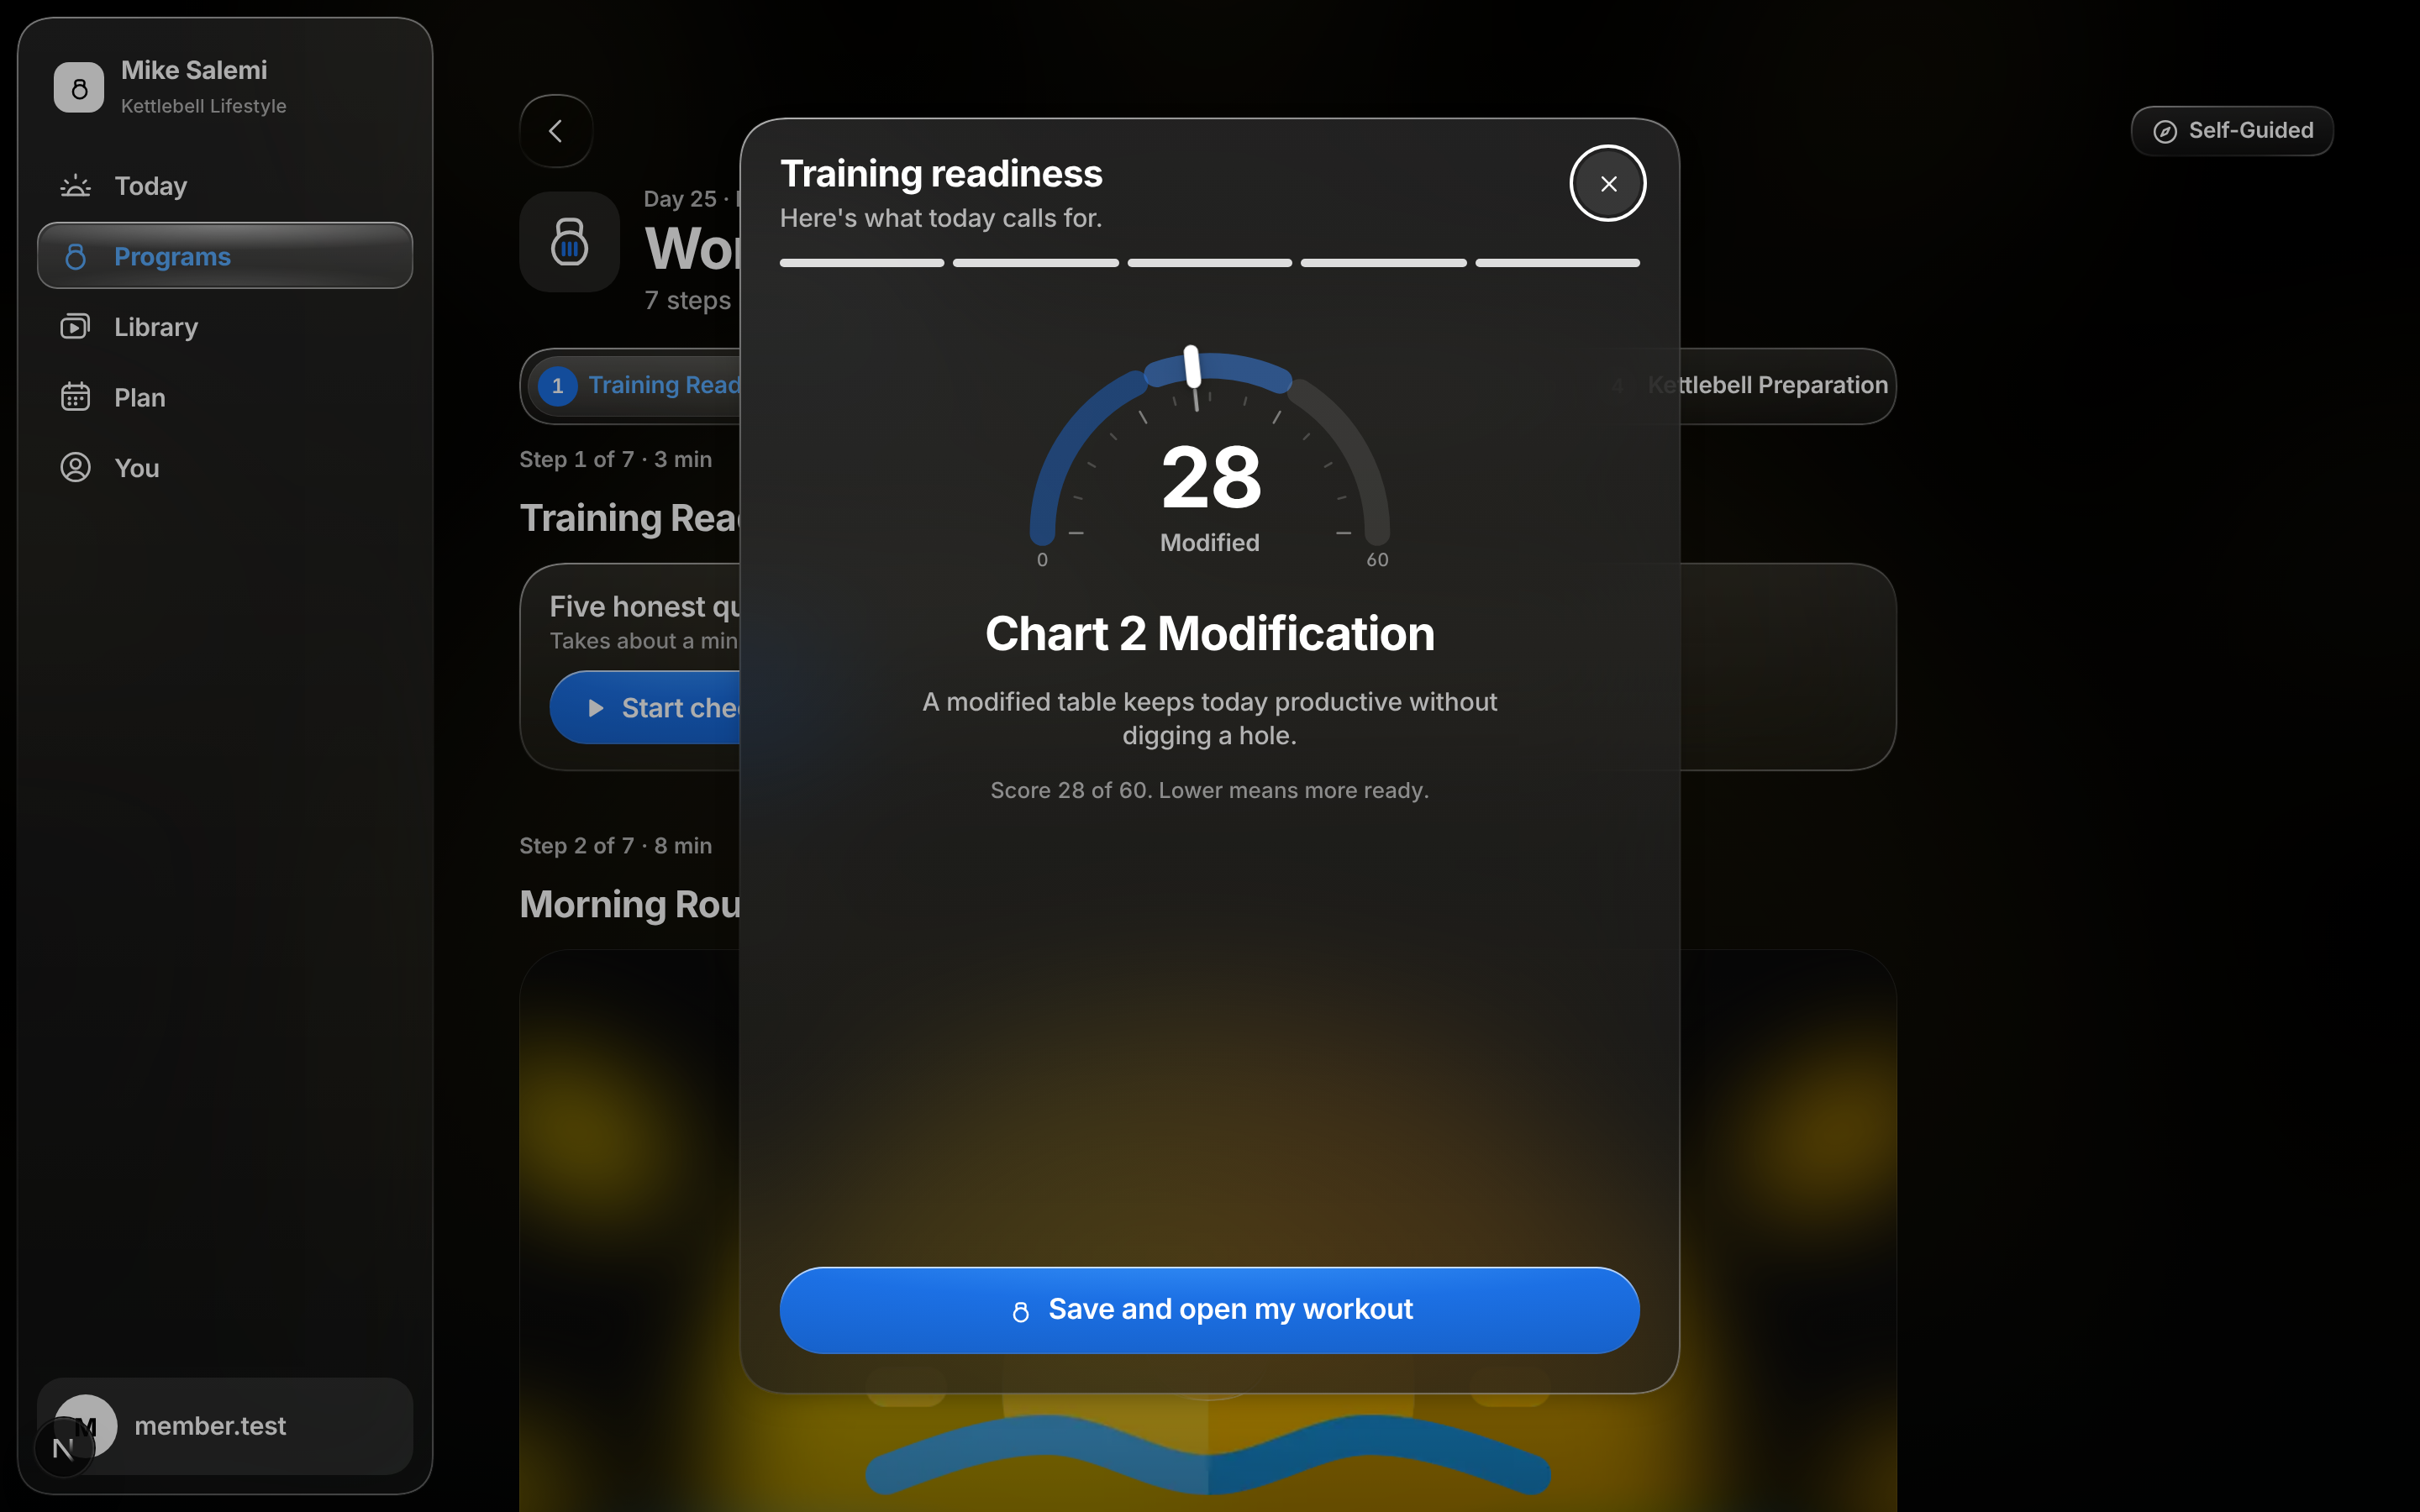 Mike Salemi
Kettlebell Lifestyle
Today
Programs
Library
Plan
You
member.test
M
N
Self-Guided
Day 25 ·
Wor
7 steps
1 Training Read
4 Kettlebell Preparation
Step 1 of 7 · 3 min
Training Read
Five honest qu
Takes about a min
Start chec
Step 2 of 7 · 8 min
Morning Rou
Training readiness
Here's what today calls for.
28
Modified
0
60
Chart 2 Modification
A modified table keeps today productive without
digging a hole.
Score 28 of 60. Lower means more ready.
Save and open my workout